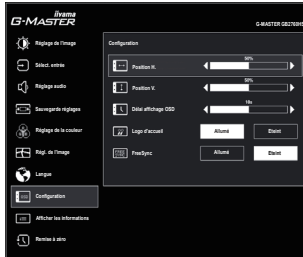 iiyama
G-MASTER
G-MASTER GB2760HS
Réglage de l'image
Sélect. entrée
Réglage audio
Sauvegarde réglages
Réglage de la couleur
Régl. de l'image
Langue
Configuration
Afficher les informations
Remise à zéro
Configuration
Position H.
50%
Position V.
50%
Délai affichage OSD
10s
Logo d'accueil
Allumé
Eteint
FreeSync
Allumé
Eteint